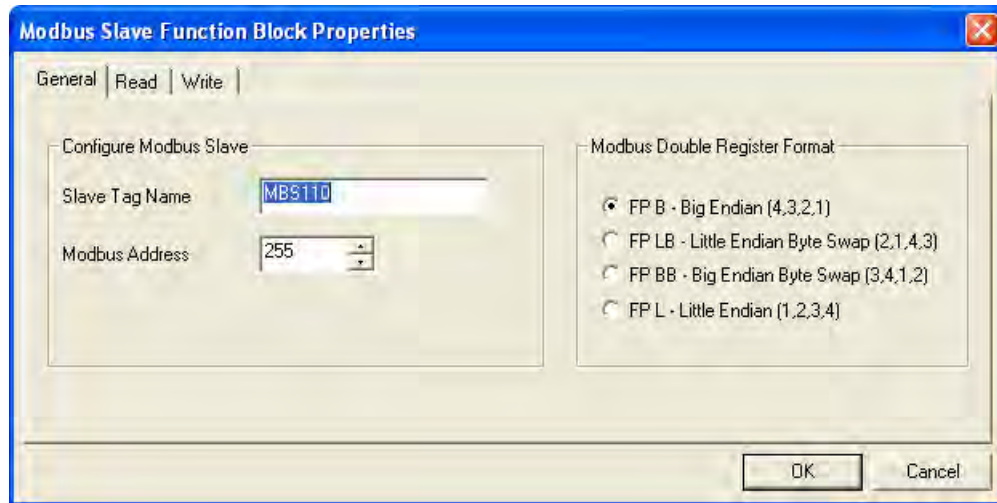 Modbus Slave Function Block Properties
General Read Write
Configure Modbus Slave
Slave Tag Name MBS110
Modbus Address 255
Modbus Double Register Format
FP B - Big Endian (4,3,2,1)
FP LB - Little Endian Byte Swap (2,1,4,3)
FP BB - Big Endian Byte Swap (3,4,1,2)
FP L - Little Endian (1,2,3,4)
OK Cancel